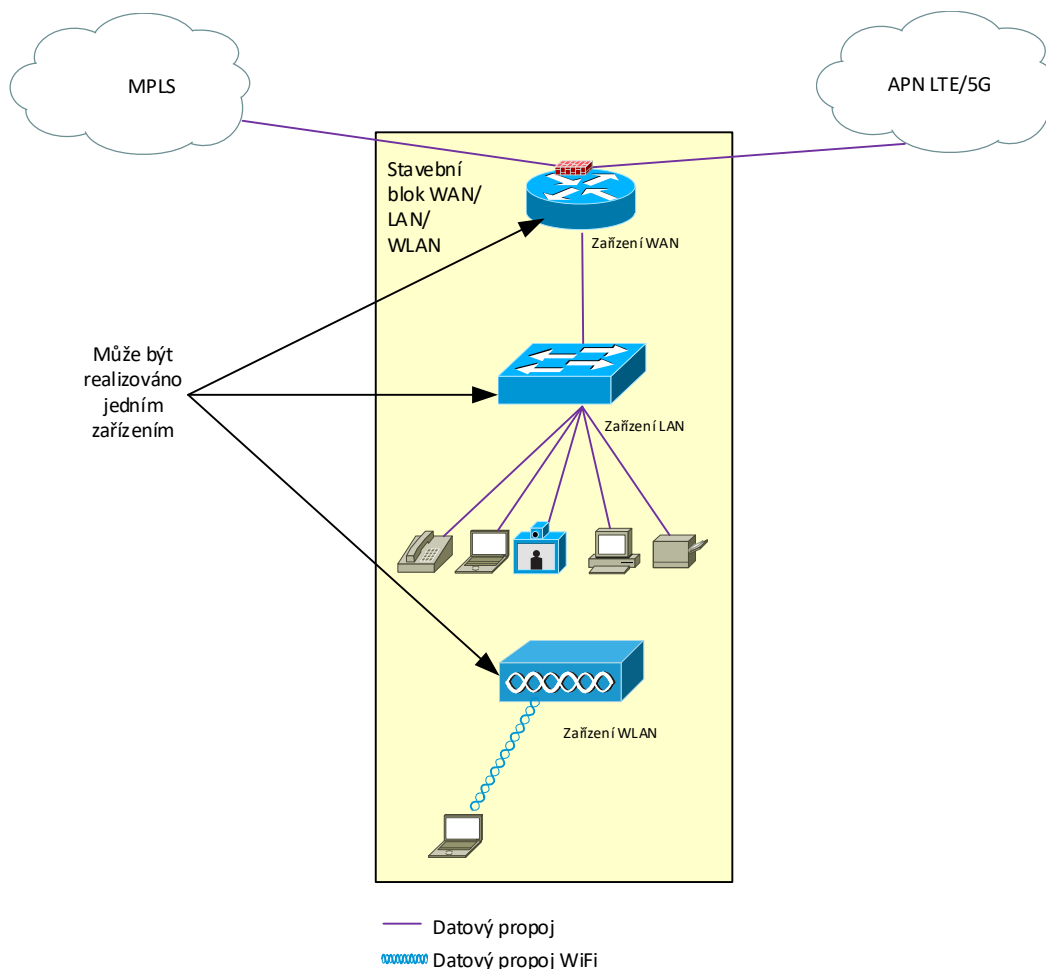 MPLS
APN LTE/5G
Stavební
blok WAN/
LAN/
WLAN
Zařízení WAN
Může být
realizováno
jedním
zařízením
Zařízení LAN
Zařízení WLAN
Datový propoj
Datový propoj WiFi